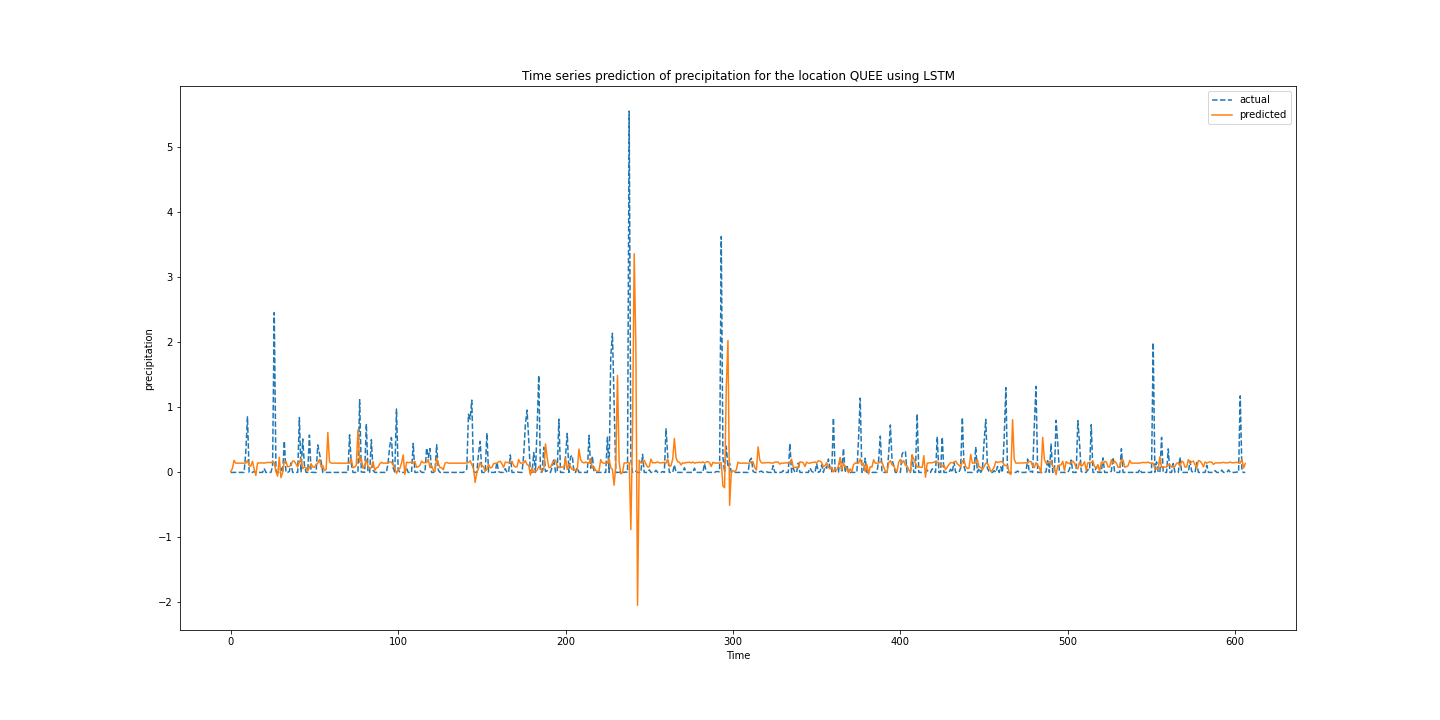 Time series prediction of precipitation for the location QUEE using LSTM
actual
predicted
5
4
3
2
1
0
−1
−2
precipitation
0 100 200 300 400 500 600
Time